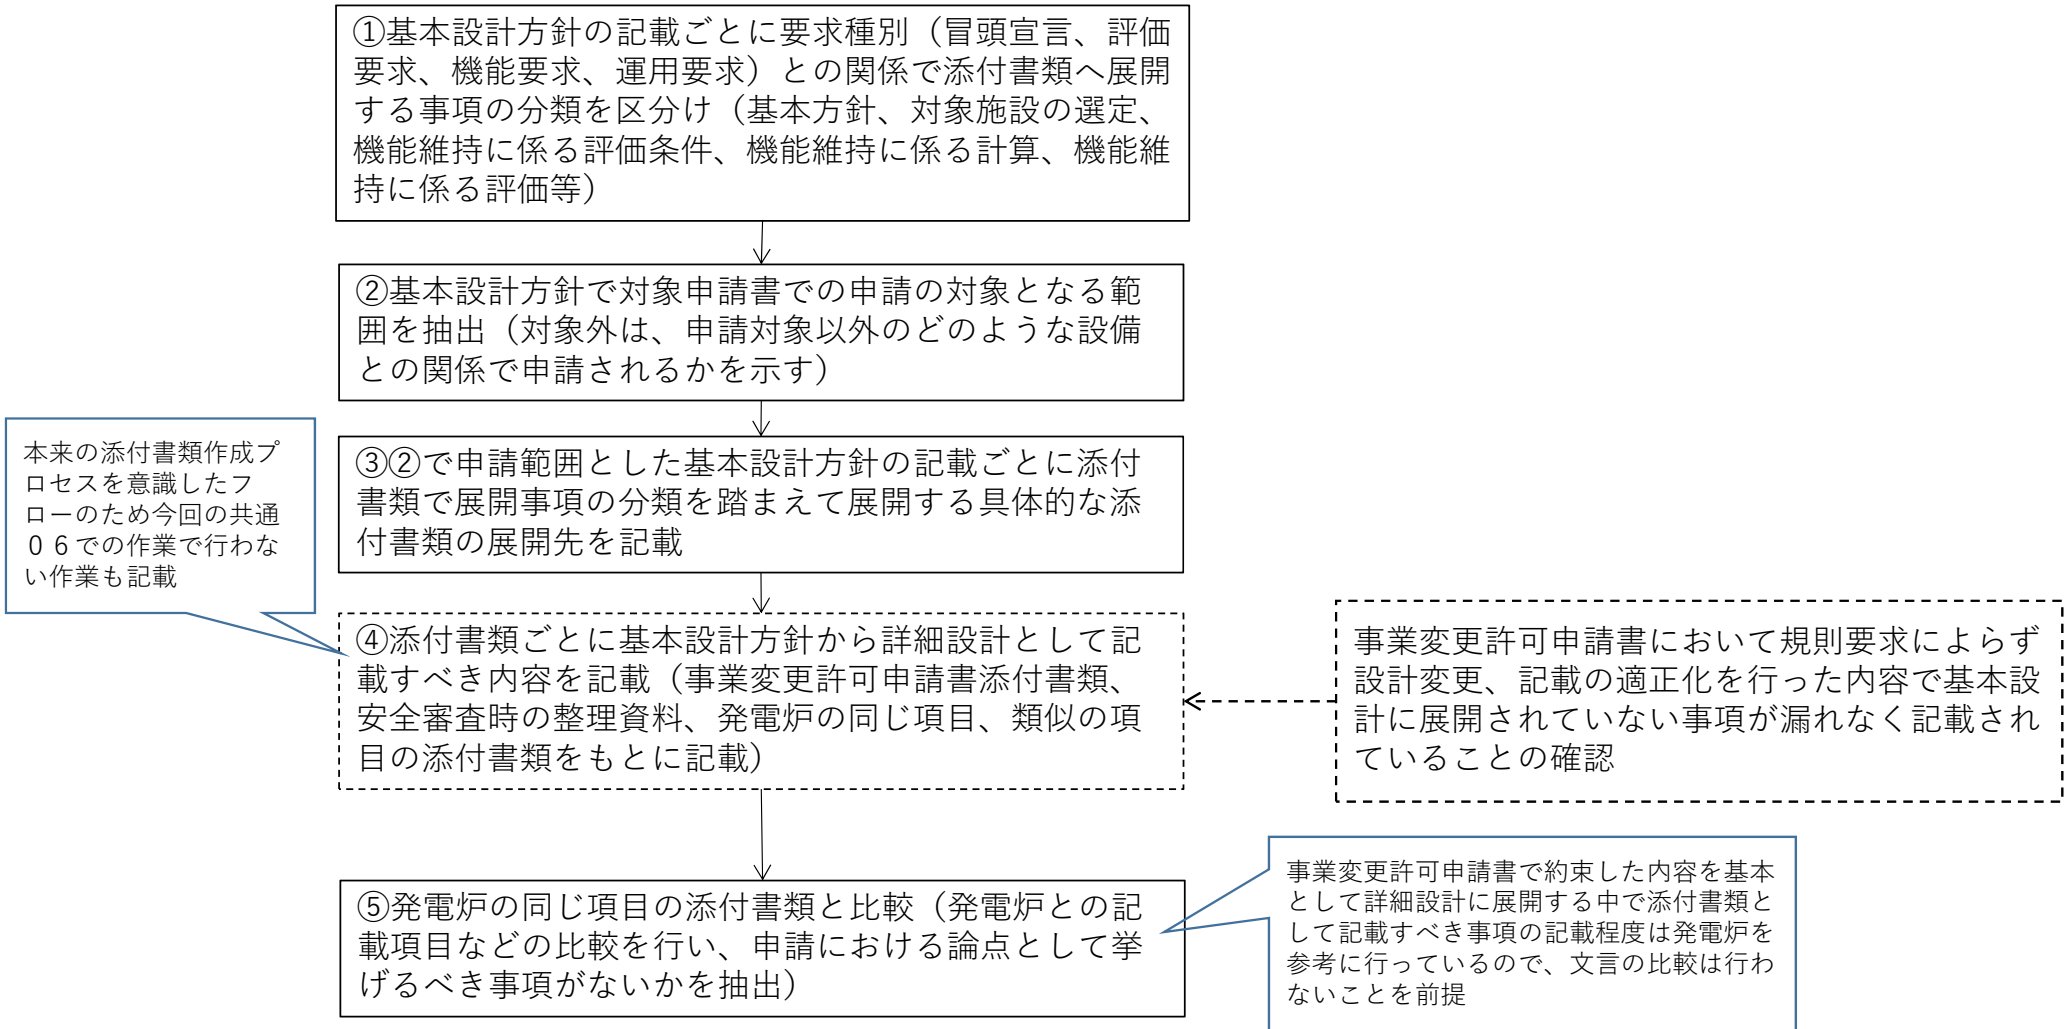 ①基本設計方針の記載ごとに要求種別（冒頭宣言、評価
要求、機能要求、運用要求）との関係で添付書類へ展開
する事項の分類を区分け（基本方針、対象施設の選定、
機能維持に係る評価条件、機能維持に係る計算、機能維
持に係る評価等）
②基本設計方針で対象申請書での申請の対象となる範
囲を抽出（対象外は、申請対象以外のどのような設備
との関係で申請されるかを示す）
本来の添付書類作成プ
ロセスを意識したフ
ローのため今回の共通
０６での作業で行わな
い作業も記載
③②で申請範囲とした基本設計方針の記載ごとに添付
書類で展開事項の分類を踏まえて展開する具体的な添
付書類の展開先を記載
④添付書類ごとに基本設計方針から詳細設計として記
載すべき内容を記載（事業変更許可申請書添付書類、
安全審査時の整理資料、発電炉の同じ項目、類似の項
目の添付書類をもとに記載）
事業変更許可申請書において規則要求によらず
設計変更、記載の適正化を行った内容で基本設
計に展開されていない事項が漏れなく記載され
ていることの確認
⑤発電炉の同じ項目の添付書類と比較（発電炉との記
載項目などの比較を行い、申請における論点として挙
げるべき事項がないかを抽出）
事業変更許可申請書で約束した内容を基本
として詳細設計に展開する中で添付書類と
して記載すべき事項の記載程度は発電炉を
参考に行っているので、文言の比較は行わ
ないことを前提